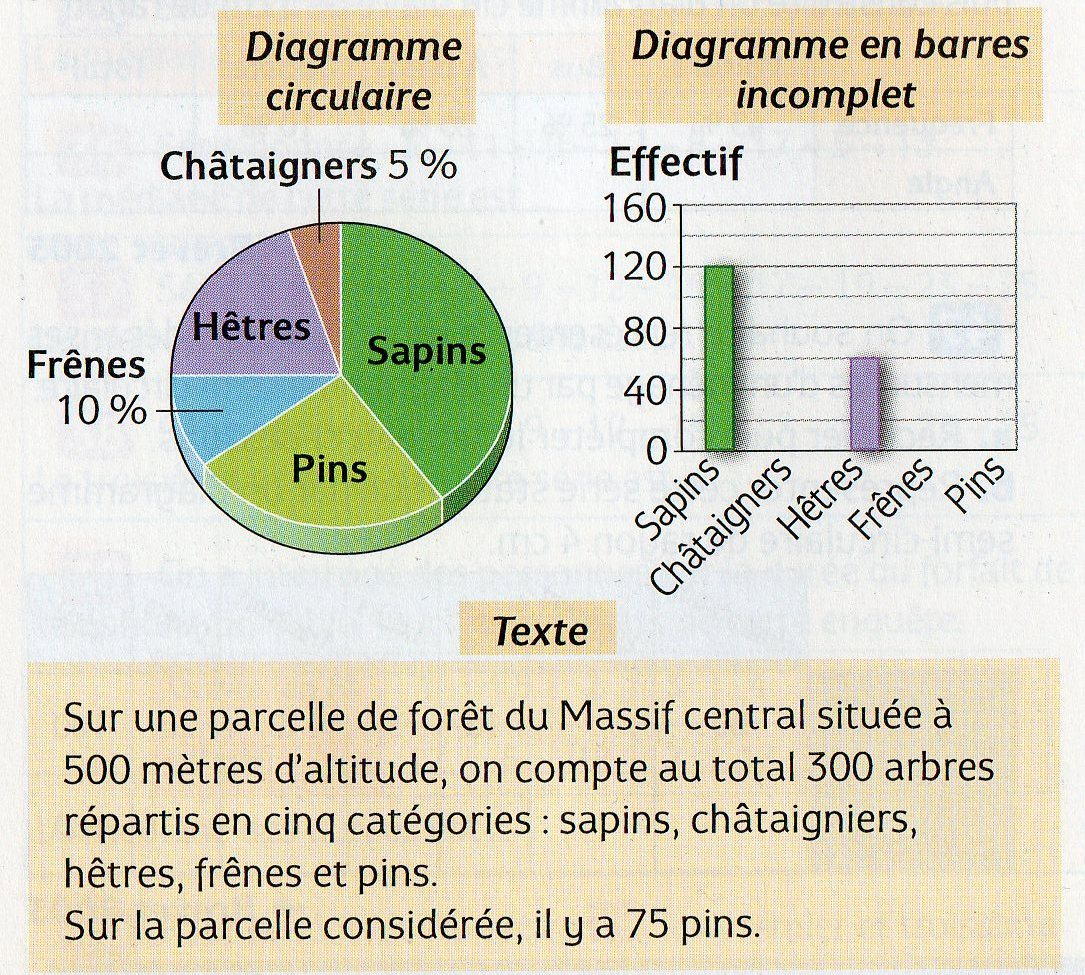 Diagramme
circulaire
Châtaigners 5 %
Hêtres
Sapins
Frênes
10 %
Pins
Diagramme en barres
incomplet
Effectif
160
120
80
40
0
Sapins
Châtaigners
Hêtres
Frênes
Pins
Texte
Sur une parcelle de forêt du Massif central située à
500 mètres d'altitude, on compte au total 300 arbres
répartis en cinq catégories : sapins, châtaigniers,
hêtres, frênes et pins.
Sur la parcelle considérée, il y a 75 pins.